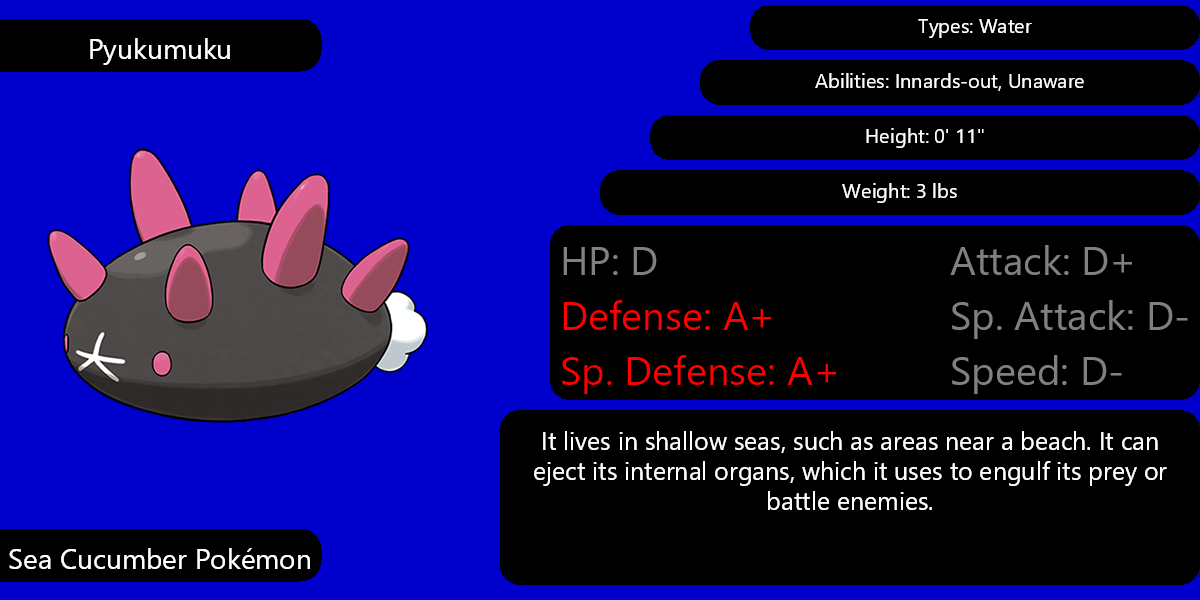 Pyukumuku
Types: Water
Abilities: Innards-out, Unaware
Height: 0' 11"
Weight: 3 lbs
HP: D
Attack: D+
Defense: A+
Sp. Attack: D-
Sp. Defense: A+
Speed: D-
It lives in shallow seas, such as areas near a beach. It can
eject its internal organs, which it uses to engulf its prey or
battle enemies.
Sea Cucumber Pokémon